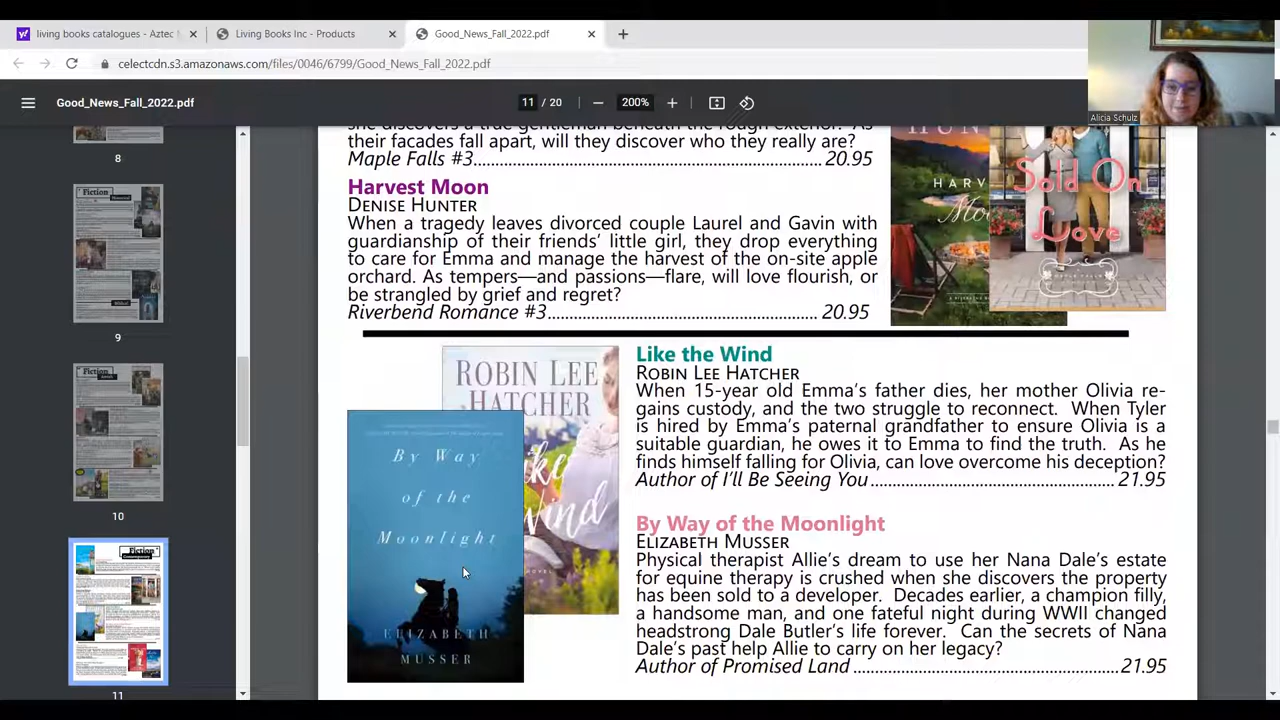 living books catalogues - Aztec
Living Books Inc - Products
Good_News_Fall_2022.pdf
celectcdn.s3.amazonaws.com/files/0046/6799/Good_News_Fall_2022.pdf
Good_News_Fall_2022.pdf
11 / 20
200%
Alicia Schulz
8
9
10
11
Fiction
Fiction
Fiction
she discovers a true gentleman beneath the rough exterior. As
their facades fall apart, will they discover who they really are?
Maple Falls #3..................................................................20.95
Harvest Moon
DENISE HUNTER
When a tragedy leaves divorced couple Laurel and Gavin with
guardianship of their friends' little girl, they drop everything
to care for Emma and manage the harvest of the on-site apple
orchard. As tempers—and passions—flare, will love flourish, or
be strangled by grief and regret?
Riverbend Romance #3.....................................................20.95
Sold On
Love
ROBIN LEE
HATCHER
Wind
By Way
of the
Moonlight
ELIZABETH
MUSSER
Like the Wind
ROBIN LEE HATCHER
When 15-year old Emma's father dies, her mother Olivia re-
gains custody, and the two struggle to reconnect. When Tyler
is hired by Emma's paternal grandfather to ensure Olivia is a
suitable guardian, he owes it to Emma to find the truth. As he
finds himself falling for Olivia, can love overcome his deception?
Author of I'll Be Seeing You...............................................21.95
By Way of the Moonlight
ELIZABETH MUSSER
Physical therapist Allie's dream to use her Nana Dale's estate
for equine therapy is crushed when she discovers the property
has been sold to a developer. Decades earlier, a champion filly,
a handsome man, and one fateful night during WWII changed
headstrong Dale Butler's life forever. Can the secrets of Nana
Dale's past help Allie to carry on her legacy?
Author of Promised Land ..................................................21.95